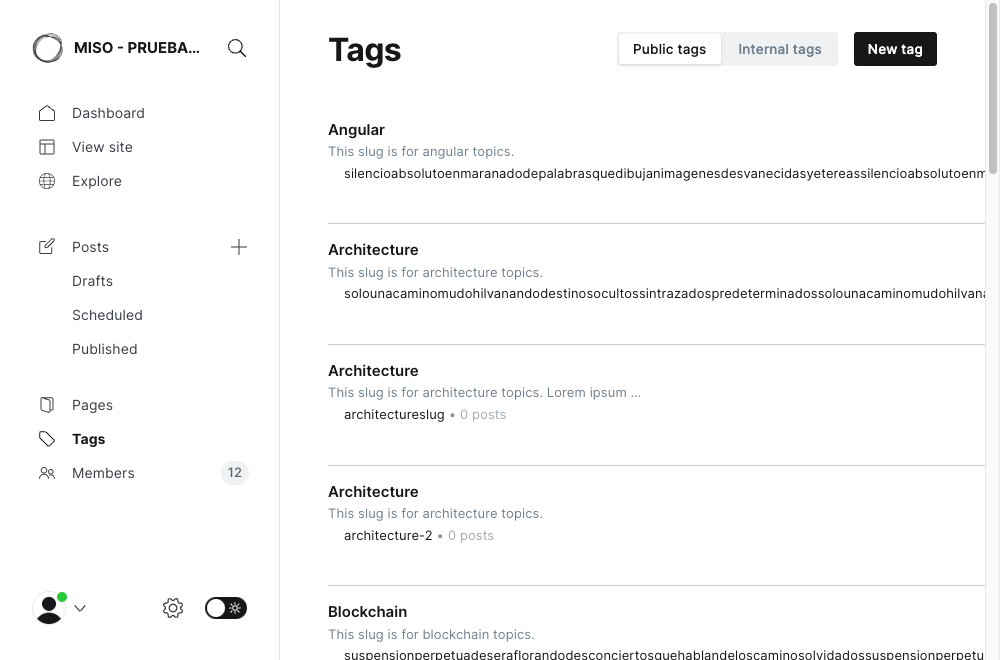 MISO - PRUEBA...
Dashboard
View site
Explore
Posts
Drafts
Scheduled
Published
Pages
Tags
Members
12
Tags
Public tags
Internal tags
New tag
Angular
This slug is for angular topics.
silencioabsolutoenmaranadodepalabrasquedibujanimagenesdesvanecidasyetereassilencioabsolutoenm
Architecture
This slug is for architecture topics.
solounacaminomudohilvanandodestinosocultossintrazadospredeterminadossolounacaminomudohilvana
Architecture
This slug is for architecture topics. Lorem ipsum ...
architectureslug • 0 posts
Architecture
This slug is for architecture topics.
architecture-2 • 0 posts
Blockchain
This slug is for blockchain topics.
suspensionperpetuadeseraflorandodesconciertosquehablandeloscaminosolvidadossuspensionperpetu